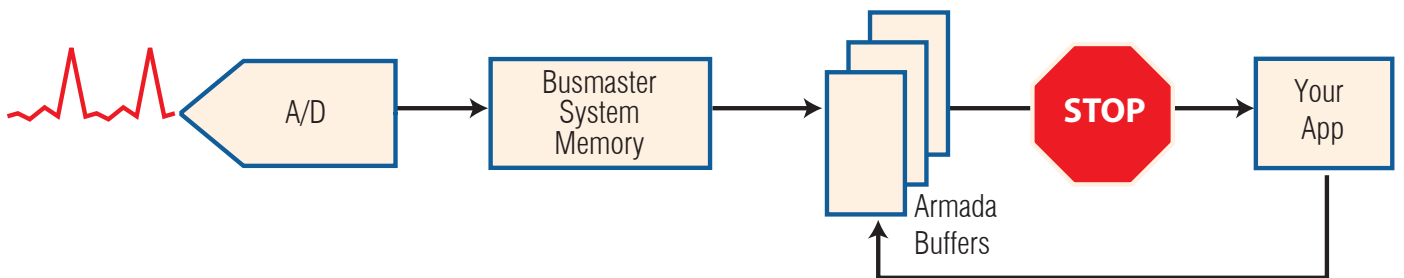 A/D
Busmaster
System
Memory
Armada
Buffers
STOP
Your
App